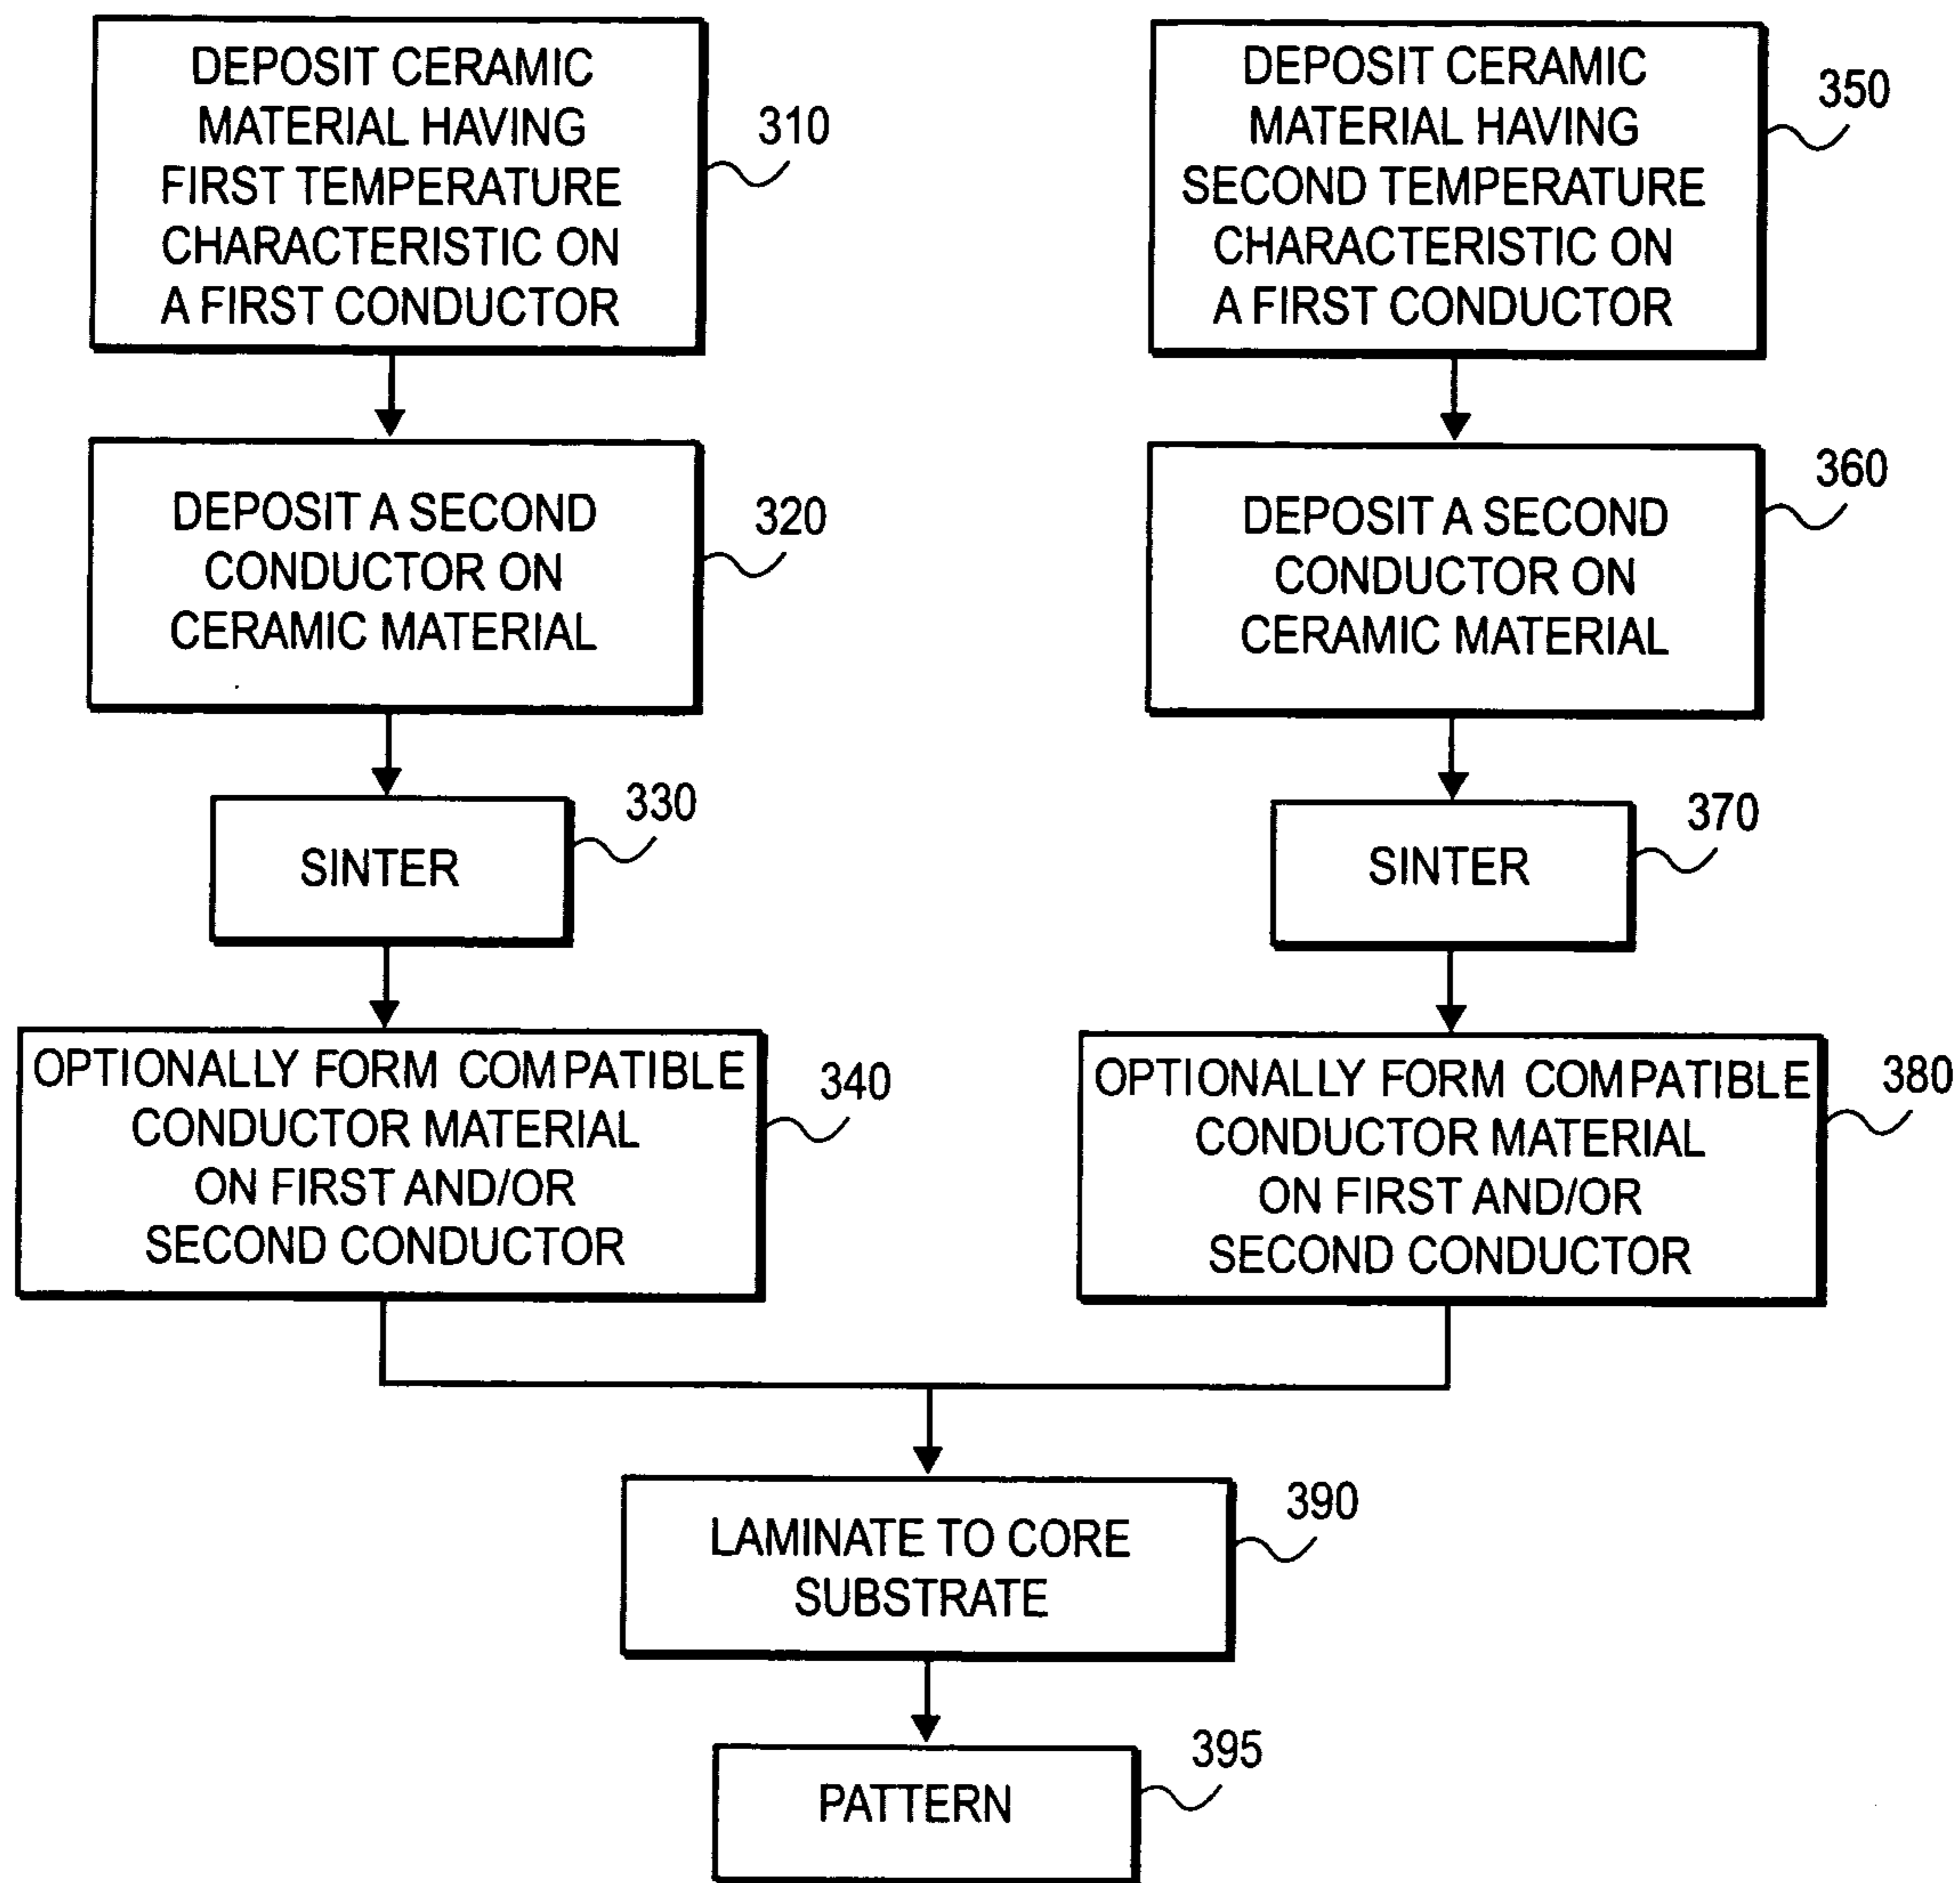 DEPOSIT CERAMIC
MATERIAL HAVING
FIRST TEMPERATURE
CHARACTERISTIC ON
A FIRST CONDUCTOR
310
DEPOSIT A SECOND
CONDUCTOR ON
CERAMIC MATERIAL
320
SINTER
330
OPTIONALLY FORM COMPATIBLE
CONDUCTOR MATERIAL
ON FIRST AND/OR
SECOND CONDUCTOR
340
DEPOSIT CERAMIC
MATERIAL HAVING
SECOND TEMPERATURE
CHARACTERISTIC ON
A FIRST CONDUCTOR
350
DEPOSIT A SECOND
CONDUCTOR ON
CERAMIC MATERIAL
360
SINTER
370
OPTIONALLY FORM COMPATIBLE
CONDUCTOR MATERIAL
ON FIRST AND/OR
SECOND CONDUCTOR
380
LAMINATE TO CORE
SUBSTRATE
390
PATTERN
395